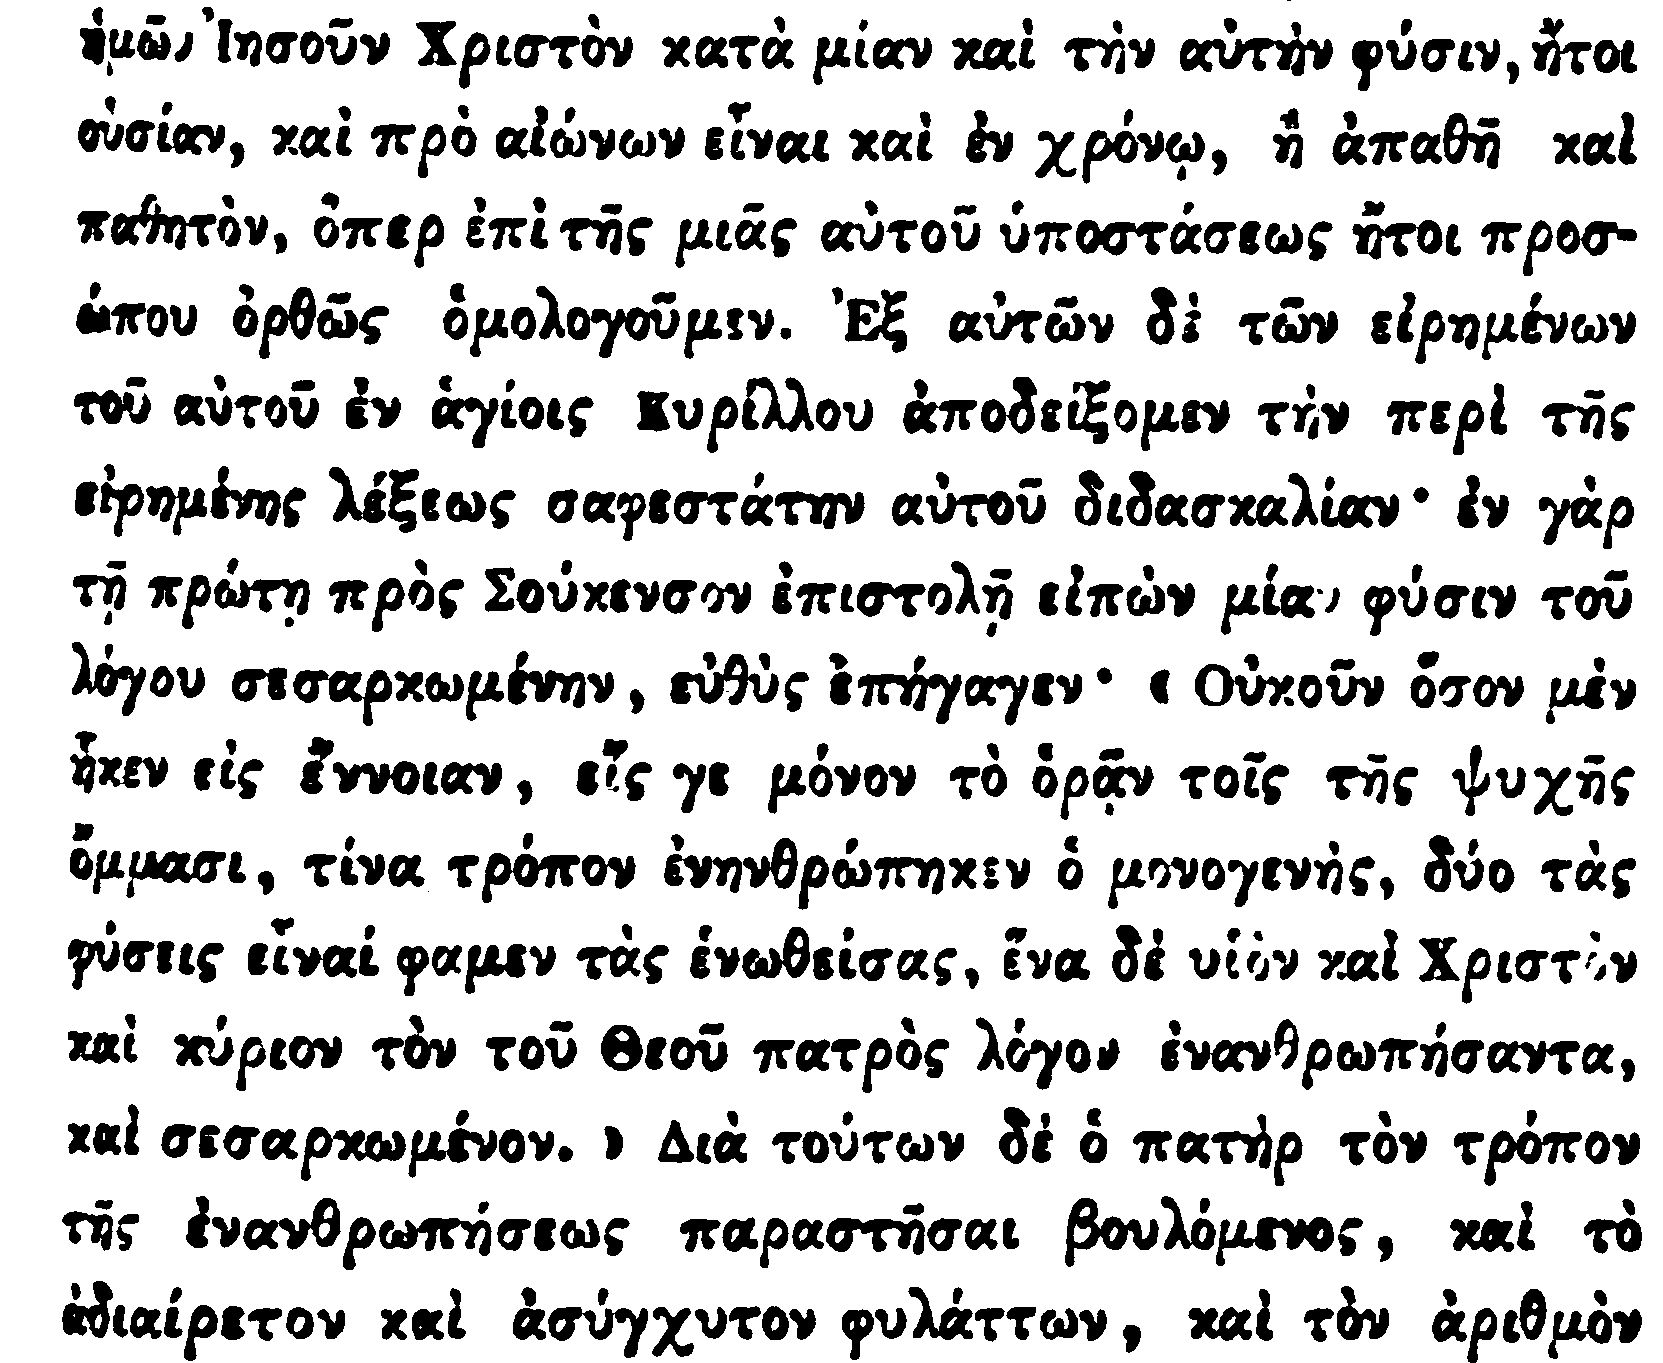 ἡμῶν Ἰησοῦν Χριστὸν κατὰ μίαν καὶ τὴν αὐτὴν φύσιν, ἤτοι
οὐσίαν, καὶ πρὸ αἰώνων εἶναι καὶ ἐν χρόνῳ, ἢ ἀπαθῆ καὶ
παθητὸν, ὅπερ ἐπὶ τῆς μιᾶς αὐτοῦ ὑποστάσεως ἤτοι προσ-
ώπου ὀρθῶς ὁμολογοῦμεν. Ἐξ αὐτῶν δὲ τῶν εἰρημένων
τοῦ αὐτοῦ ἐν ἁγίοις Κυρίλλου ἀποδείξομεν τὴν περὶ τῆς
εἰρημένης λέξεως σαφεστάτην αὐτοῦ διδασκαλίαν· ἐν γὰρ
τῇ πρώτῃ πρὸς Σούκενσον ἐπιστολῇ εἰπὼν μίαν φύσιν τοῦ
λόγου σεσαρκωμένην, εὐθὺς ἐπήγαγεν· « Οὐκοῦν ὅσον μὲν
ἧκεν εἰς ἔννοιαν, εἴς γε μόνον τὸ ὁρᾷν τοῖς τῆς ψυχῆς
ὄμμασι, τίνα τρόπον ἐνηνθρώπηκεν ὁ μονογενὴς, δύο τὰς
φύσεις εἶναί φαμεν τὰς ἑνωθείσας, ἕνα δὲ υἱὸν καὶ Χριστὸν
καὶ κύριον τὸν τοῦ Θεοῦ πατρὸς λόγον ἐνανθρωπήσαντα,
καὶ σεσαρκωμένον. » Διὰ τούτων δὲ ὁ πατὴρ τὸν τρόπον
τῆς ἐνανθρωπήσεως παραστῆσαι βουλόμενος, καὶ τὸ
ἀδιαίρετον καὶ ἀσύγχυτον φυλάττων, καὶ τὸν ἀριθμὸν